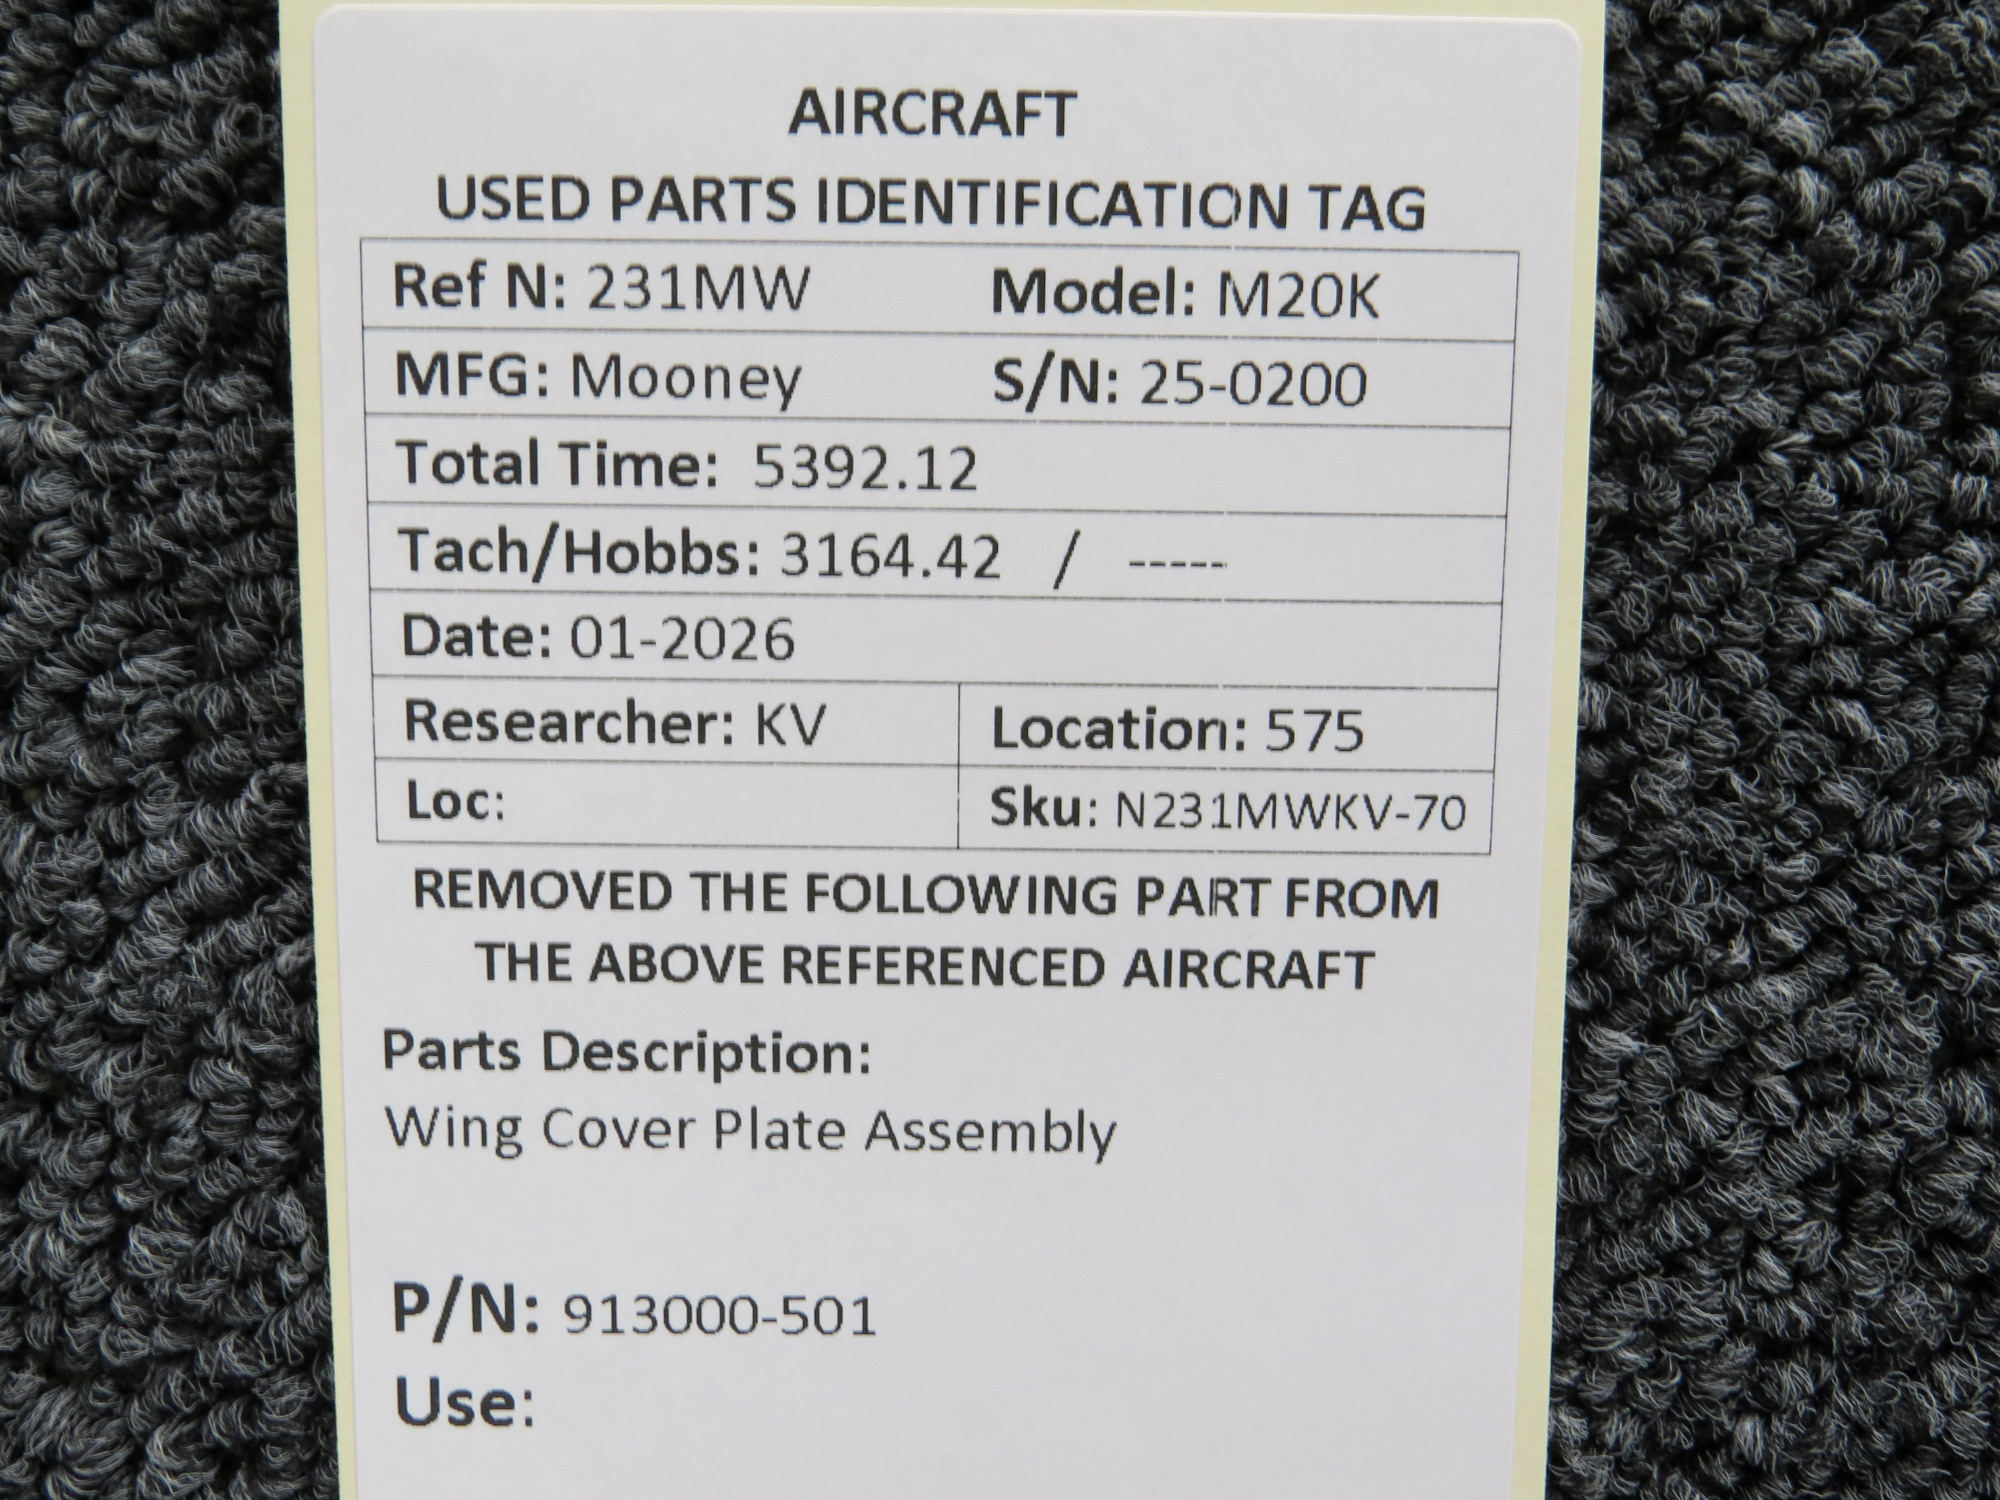 AIRCRAFT
USED PARTS IDENTIFICATION TAG
Ref N: 231MW Model: M20K
MFG: Mooney S/N: 25-0200
Total Time: 5392.12
Tach/Hobbs: 3164.42 / -----
Date: 01-2026
Researcher: KV Location: 575
Loc: Sku: N231MWKV-70
REMOVED THE FOLLOWING PART FROM
THE ABOVE REFERENCED AIRCRAFT
Parts Description:
Wing Cover Plate Assembly
P/N: 913000-501
Use: